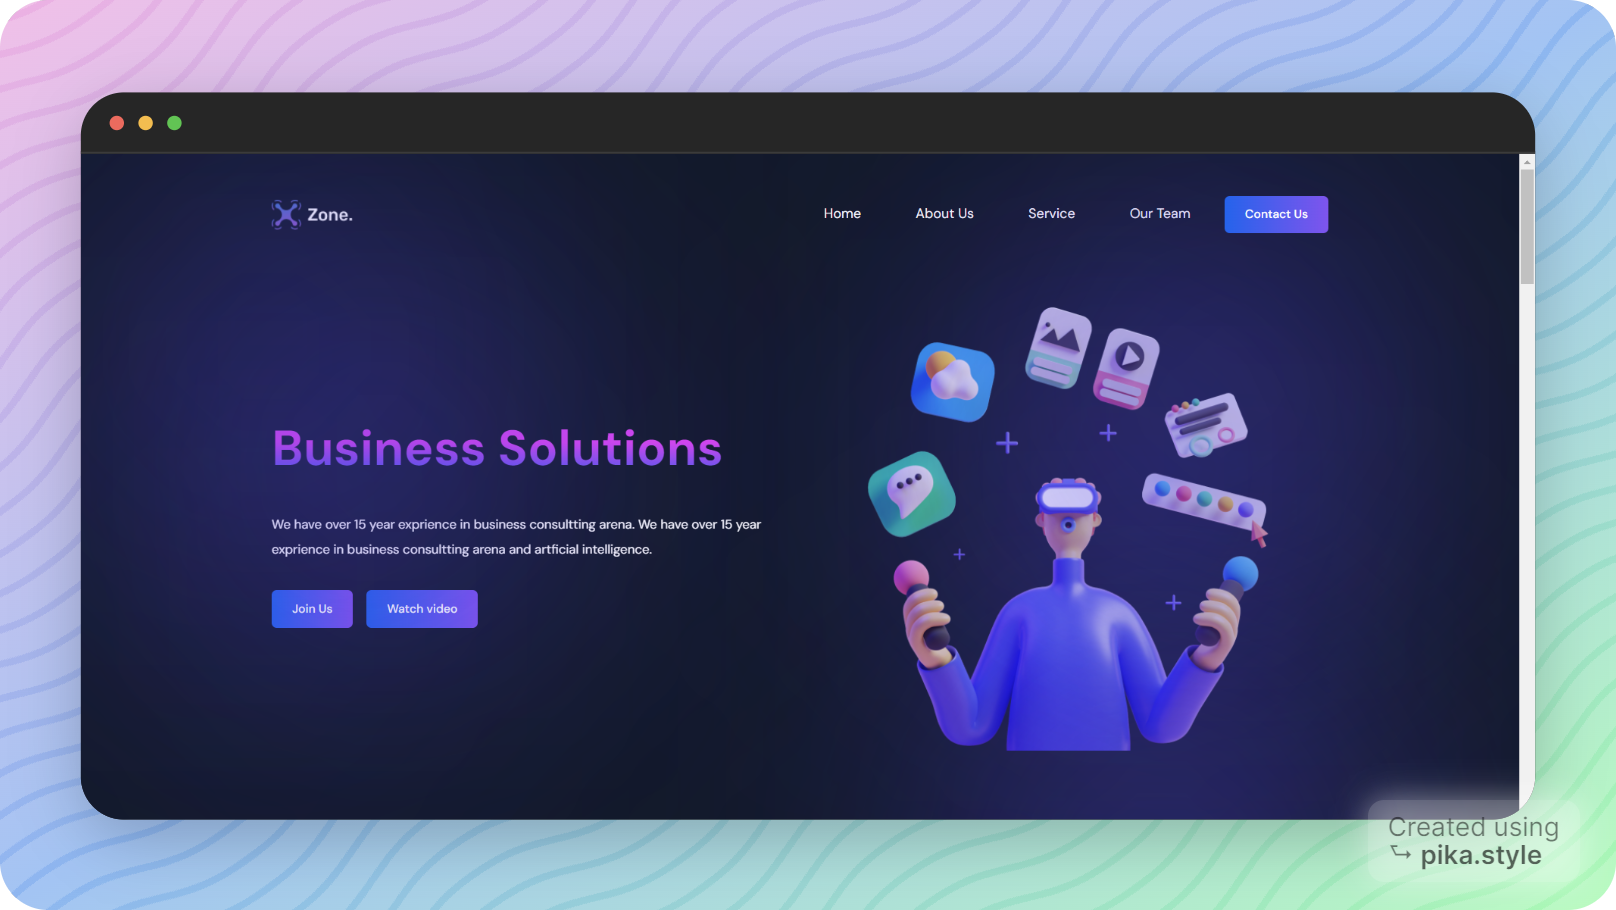 Zone.
Home
About Us
Service
Our Team
Contact Us
Business Solutions
We have over 15 year exprience in business consultting arena. We have over 15 year
exprience in business consultting arena and artficial intelligence.
Join Us
Watch video
Created using
pika.style